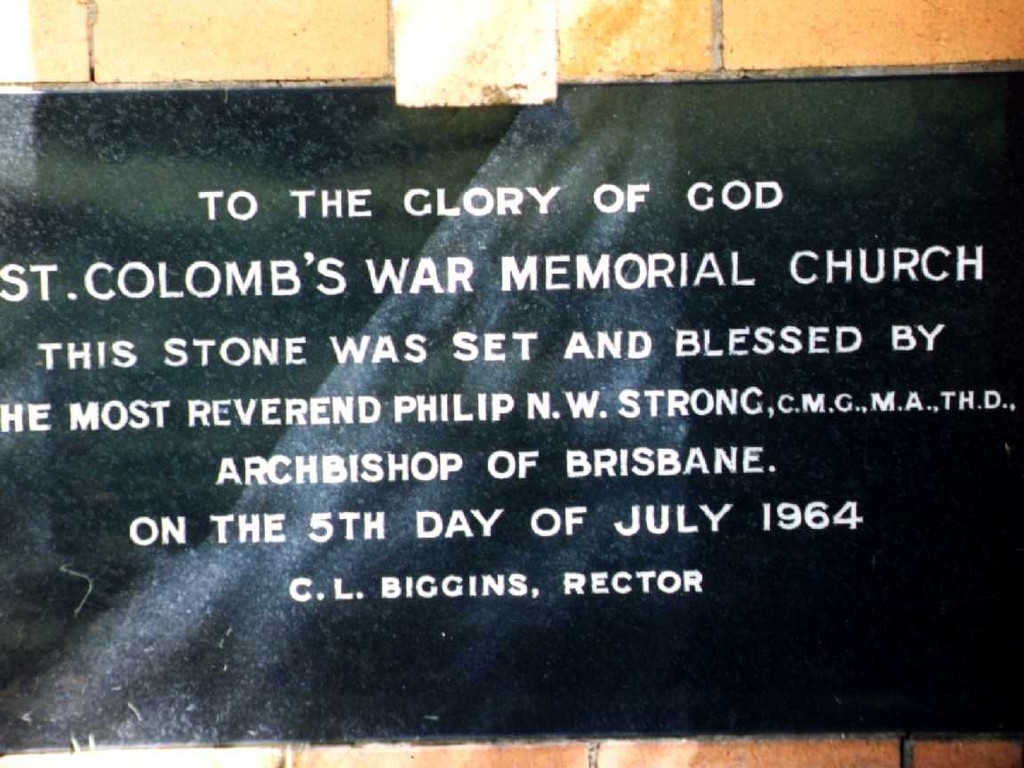 TO THE GLORY OF GOD
ST. COLOMB'S WAR MEMORIAL CHURCH
THIS STONE WAS SET AND BLESSED BY
HE MOST REVEREND PHILIP N.W. STRONG, C.M.G., M.A., TH.D.,
ARCHBISHOP OF BRISBANE.
ON THE 5TH DAY OF JULY 1964
C. L. BIGGINS, RECTOR